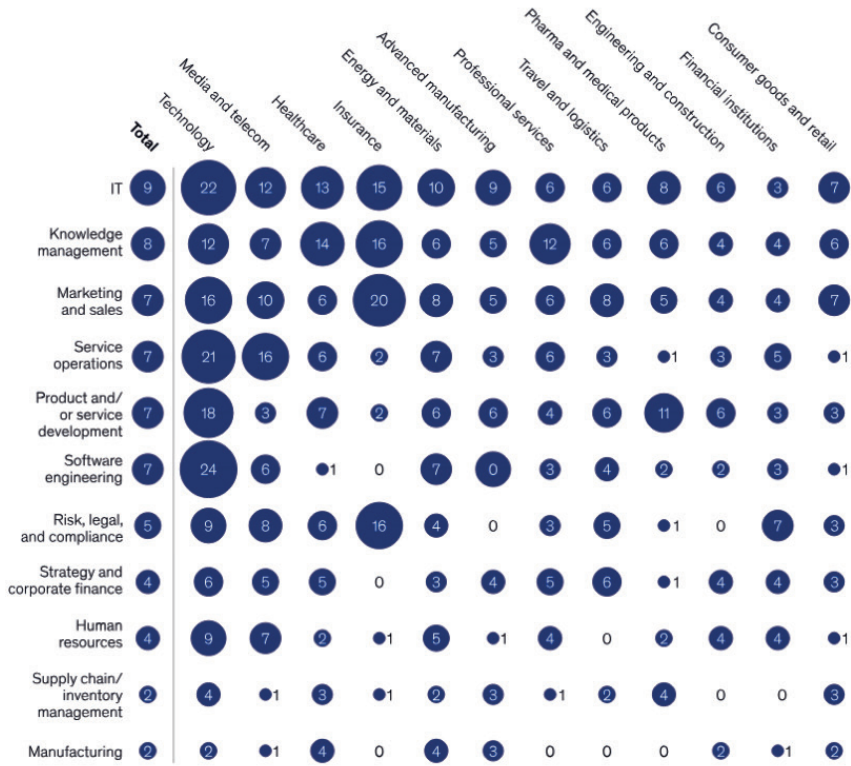 Total
Technology
Media and telecom
Healthcare
Insurance
Energy and materials
Advanced manufacturing
Professional services
Travel and logistics
Pharma and medical products
Engineering and construction
Financial institutions
Consumer goods and retail
IT 9 22 12 13 15 10 9 6 6 8 6 3 7
Knowledge
management 8 12 7 14 16 6 5 12 6 6 4 4 6
Marketing
and sales 7 16 10 6 20 8 5 6 8 5 4 4 7
Service
operations 7 21 16 6 2 7 3 6 3 1 3 5 1
Product and/
or service
development 7 18 3 7 2 6 6 4 6 11 6 3 3
Software
engineering 7 24 6 1 0 7 0 3 4 2 2 3 1
Risk, legal,
and compliance 5 9 8 6 16 4 0 3 5 1 0 7 3
Strategy and
corporate finance 4 6 5 5 0 3 4 5 6 1 4 4 3
Human
resources 4 9 7 2 1 5 1 4 0 2 4 4 1
Supply chain/
inventory
management 2 4 1 3 1 2 3 1 2 4 0 0 3
Manufacturing 2 2 1 4 0 4 3 0 0 0 2 1 2